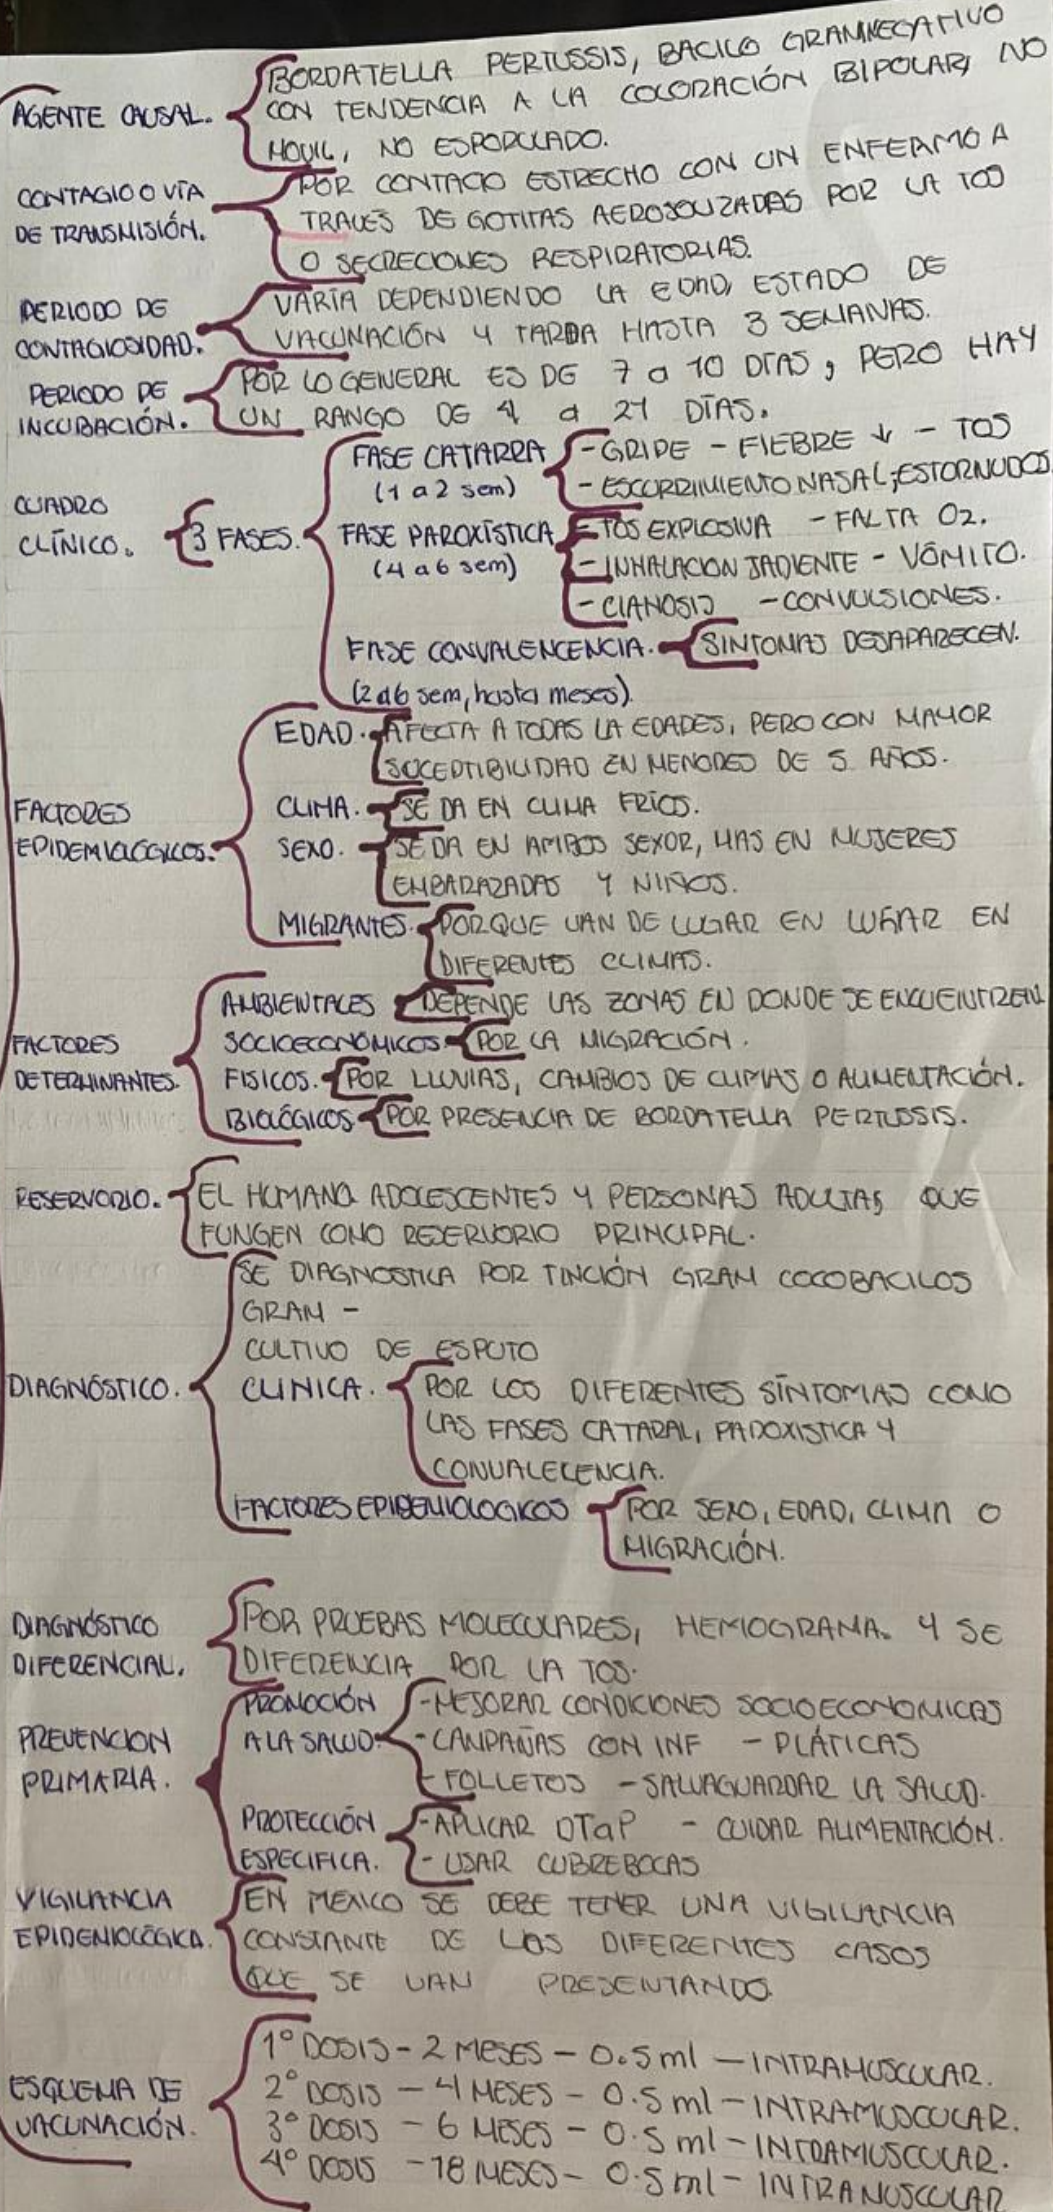 AGENTE CAUSAL.
BORDATELLA PERTUSSIS, BACILO GRAMNEGATIVO
CON TENDENCIA A LA COLORACIÓN BIPOLAR, NO
MOVIL, NO ESPORULADO.
CONTAGIO O VÍA
DE TRANSMISIÓN.
POR CONTACTO ESTRECHO CON UN ENFERMO A
TRAVES DE GOTITAS AEROSOLIZADAS POR LA TOS
O SECRECIONES RESPIRATORIAS.
PERIODO DE
CONTAGIOSIDAD.
VARÍA DEPENDIENDO LA EDAD, ESTADO DE
VACUNACIÓN Y TARDA HASTA 3 SEMANAS.
PERIODO DE
INCUBACIÓN.
POR LO GENERAL ES DE 7 a 10 DÍAS, PERO HAY
UN RANGO DE 4 a 21 DÍAS.
CUADRO
CLÍNICO.
3 FASES.
FASE CATARRA
(1 a 2 sem)
- GRIPE - FIEBRE ↓ - TOS
- ESCURRIMIENTO NASAL, ESTORNUDOS
FASE PAROXÍSTICA
(4 a 6 sem)
- TOS EXPLOSIVA - FALTA O2.
- INHALACION JADIENTE - VÓMITO.
- CIANOSIS - CONVULSIONES.
FASE CONVALENCENCIA.
(2 a 6 sem, hasta meses).
SINTOMAS DESAPARECEN.
FACTORES
EPIDEMIOLÓGICOS.
EDAD.
AFECTA A TODAS LA EDADES, PERO CON MAYOR
SUCEPTIBILIDAD EN MENORES DE 5 AÑOS.
CLIMA.
SE DA EN CLIMA FRÍOS.
SEXO.
SE DA EN AMBOS SEXOR, MAS EN MUJERES
EMBARAZADAS Y NIÑOS.
MIGRANTES.
PORQUE VAN DE LUGAR EN LUGAR EN
DIFERENTES CLIMAS.
FACTORES
DETERMINANTES.
AMBIENTALES
DEPENDE LAS ZONAS EN DONDE SE ENCUENTREN
SOCIOECONÓMICOS
POR LA MIGRACIÓN.
FISICOS.
POR LLUVIAS, CAMBIOS DE CLIMAS O ALIMENTACIÓN.
BIOLÓGICOS
POR PRESENCIA DE BORDATELLA PERTUSSIS.
RESERVORIO.
EL HUMANO ADOLESCENTES Y PERSONAS ADULTAS QUE
FUNGEN COMO RESERVORIO PRINCIPAL.
DIAGNÓSTICO.
SE DIAGNOSTICA POR TINCIÓN GRAM COCOBACILOS
GRAM -
CULTIVO DE ESPUTO
CLINICA.
POR LOS DIFERENTES SÍNTOMAS COMO
LAS FASES CATARAL, PAROXISTICA Y
CONVALECENCIA.
FACTORES EPIDEMIOLOGICOS
POR SEXO, EDAD, CLIMA O
MIGRACIÓN.
DIAGNÓSTICO
DIFERENCIAL.
POR PRUEBAS MOLECULARES, HEMOGRAMA. Y SE
DIFERENCIA POR LA TOS.
PREVENCION
PRIMARIA.
PROMOCIÓN
A LA SALUD.
- MEJORAR CONDICIONES SOCIOECONOMICAS
- CAMPAÑAS CON INF - PLÁTICAS
- FOLLETOS - SALVAGUARDAR LA SALUD.
PROTECCIÓN
ESPECIFICA.
- APLICAR DTaP - CUIDAR ALIMENTACIÓN.
- USAR CUBREBOCAS
VIGILANCIA
EPIDEMIOLÓGICA.
EN MEXICO SE DEBE TENER UNA VIGILANCIA
CONSTANTE DE LOS DIFERENTES CASOS
QUE SE VAN PRESENTANDO.
ESQUEMA DE
VACUNACIÓN.
1° DOSIS - 2 MESES - 0.5 ml - INTRAMUSCULAR.
2° DOSIS - 4 MESES - 0.5 ml - INTRAMUSCULAR.
3° DOSIS - 6 MESES - 0.5 ml - INTRAMUSCULAR.
4° DOSIS - 18 MESES - 0.5 ml - INTRAMUSCULAR